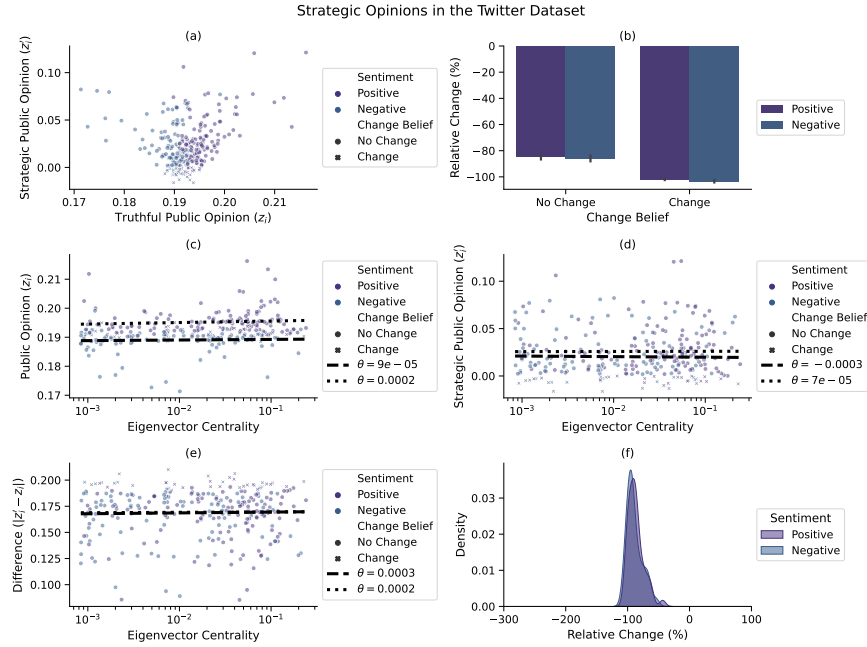 Strategic Opinions in the Twitter Dataset
(a)
Strategic Public Opinion (z′i)
0.10
0.05
0.00
0.17 0.18 0.19 0.20 0.21
Truthful Public Opinion (zi)
Sentiment
Positive
Negative
Change Belief
No Change
Change
(b)
Relative Change (%)
0
−20
−40
−60
−80
−100
No Change Change
Change Belief
Positive
Negative
(c)
Public Opinion (zi)
0.21
0.20
0.19
0.18
0.17
10−3 10−2 10−1
Eigenvector Centrality
Sentiment
Positive
Negative
Change Belief
No Change
Change
θ = 9e − 05
θ = 0.0002
(d)
Strategic Public Opinion (z′i)
0.10
0.05
0.00
10−3 10−2 10−1
Eigenvector Centrality
Sentiment
Positive
Negative
Change Belief
No Change
Change
θ = −0.0003
θ = 7e − 05
(e)
Difference (|z′i − zi|)
0.200
0.175
0.150
0.125
0.100
10−3 10−2 10−1
Eigenvector Centrality
Sentiment
Positive
Negative
Change Belief
No Change
Change
θ = 0.0003
θ = 0.0002
(f)
Density
0.03
0.02
0.01
0.00
−300 −200 −100 0 100
Relative Change (%)
Sentiment
Positive
Negative